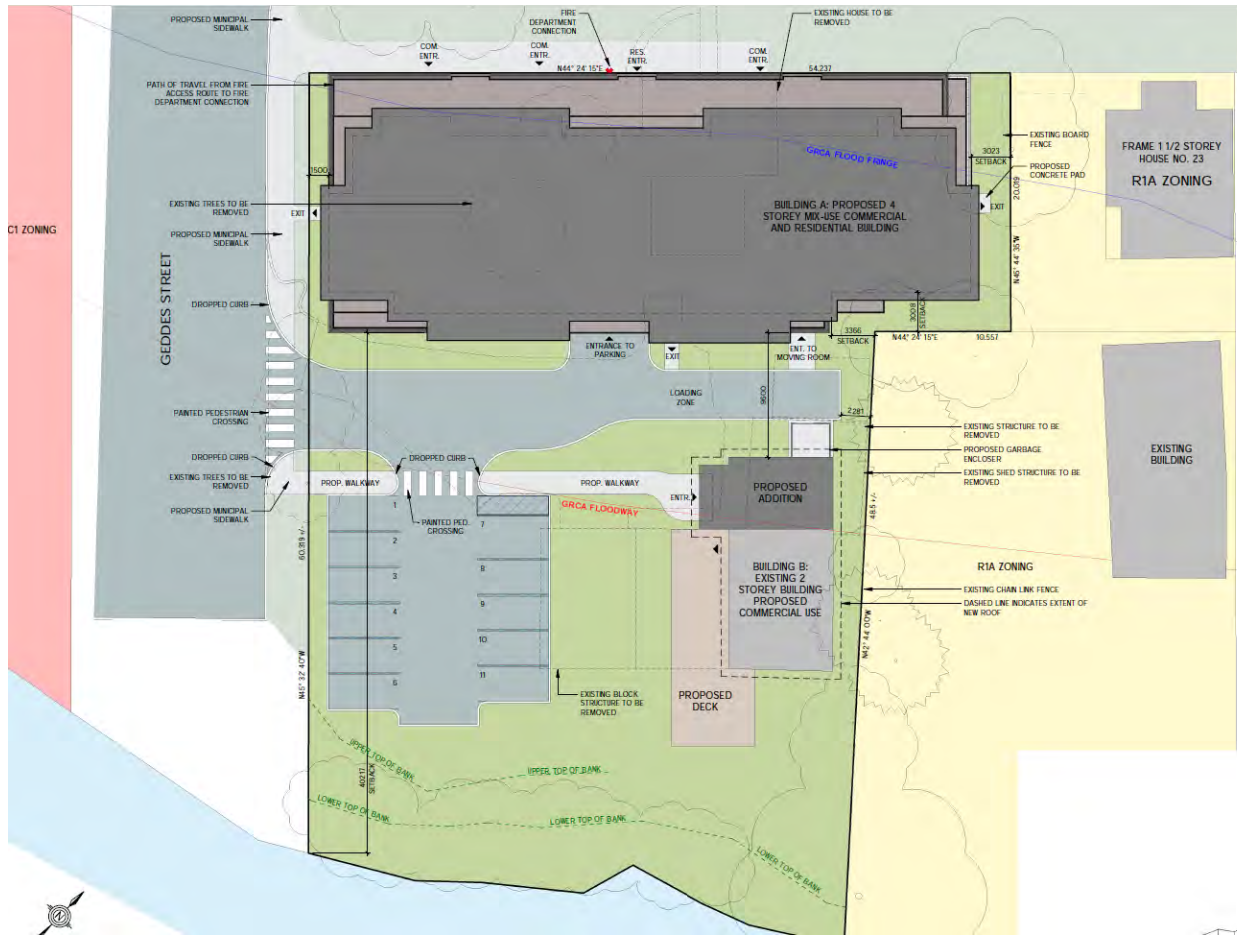 PROPOSED MUNICIPAL
SIDEWALK
FIRE
DEPARTMENT
CONNECTION
EXISTING HOUSE TO BE
REMOVED
COM.
ENTR.
COM.
ENTR.
RES.
ENTR.
COM.
ENTR.
N44° 24' 15"E
54.237
PATH OF TRAVEL FROM FIRE
ACCESS ROUTE TO FIRE
DEPARTMENT CONNECTION
EXISTING BOARD
FENCE
FRAME 1 1/2 STOREY
HOUSE NO. 23
R1A ZONING
GRCA FLOOD FRINGE
3023
SETBACK
PROPOSED
CONCRETE PAD
1500
20.019
EXISTING TREES TO BE
REMOVED
EXIT
BUILDING A: PROPOSED 4
STOREY MIX-USE COMMERCIAL
AND RESIDENTIAL BUILDING
EXIT
C1 ZONING
PROPOSED MUNICIPAL
SIDEWALK
N45° 44' 35"W
GEDDES STREET
DROPPED CURB
3008
SETBACK
3366
SETBACK
N44° 24' 15"E
10.557
ENTRANCE TO
PARKING
EXIT
ENT. TO
MOVING ROOM
LOADING
ZONE
9600
2281
PAINTED PEDESTRIAN
CROSSING
EXISTING STRUCTURE TO BE
REMOVED
PROPOSED GARBAGE
ENCLOSER
EXISTING
BUILDING
DROPPED CURB
DROPPED CURB
EXISTING TREES TO BE
REMOVED
EXISTING SHED STRUCTURE TO BE
REMOVED
PROP. WALKWAY
PROP. WALKWAY
ENTR.
PROPOSED
ADDITION
PROPOSED MUNICIPAL
SIDEWALK
GRCA FLOODWAY
48.5 +/-
1
7
PAINTED PED.
CROSSING
2
60.819 +/-
8
3
BUILDING B:
EXISTING 2
STOREY BUILDING
PROPOSED
COMMERCIAL USE
R1A ZONING
EXISTING CHAIN LINK FENCE
9
4
DASHED LINE INDICATES EXTENT OF
NEW ROOF
10
5
N42° 44' 00"W
11
6
N45° 32' 40"W
EXISTING BLOCK
STRUCTURE TO BE
REMOVED
PROPOSED
DECK
UPPER TOP OF BANK
UPPER TOP OF BANK
40217
SETBACK
LOWER TOP OF BANK
LOWER TOP OF BANK
LOWER TOP OF BANK
N